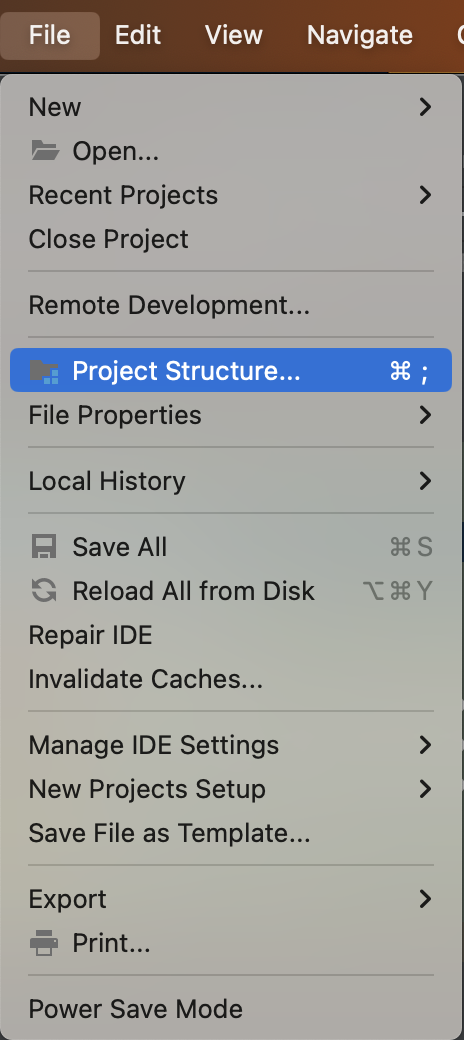 File Edit View Navigate
New
Open...
Recent Projects
Close Project
Remote Development...
Project Structure... ⌘ ;
File Properties
Local History
Save All ⌘ S
Reload All from Disk ⌥ ⌘ Y
Repair IDE
Invalidate Caches...
Manage IDE Settings
New Projects Setup
Save File as Template...
Export
Print...
Power Save Mode